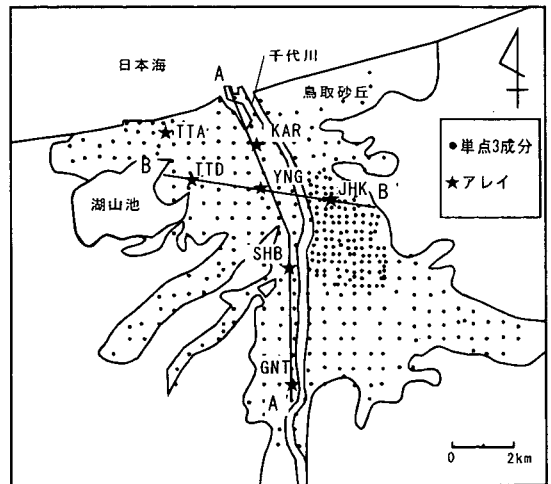 日本海
千代川
鳥取砂丘
A
TTA
KAR
● 単点3成分
★ アレイ
B
TTD
YNG
JHK
B'
湖山池
SHB
GNT
A'
0 2km